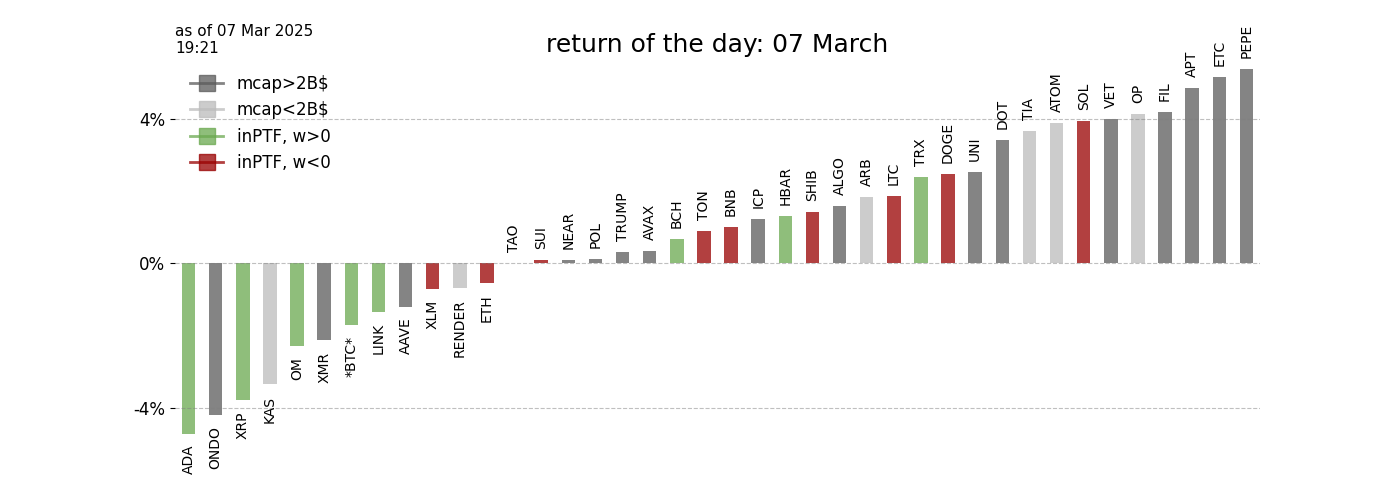 as of 07 Mar 2025
19:21
return of the day: 07 March
mcap>2B$
mcap<2B$
inPTF, w>0
inPTF, w<0
4%
0%
-4%
ADA
ONDO
XRP
KAS
OM
XMR
*BTC*
LINK
AAVE
XLM
RENDER
ETH
TAO
SUI
NEAR
POL
TRUMP
AVAX
BCH
TON
BNB
ICP
HBAR
SHIB
ALGO
ARB
LTC
TRX
DOGE
UNI
DOT
TIA
ATOM
SOL
VET
OP
FIL
APT
ETC
PEPE